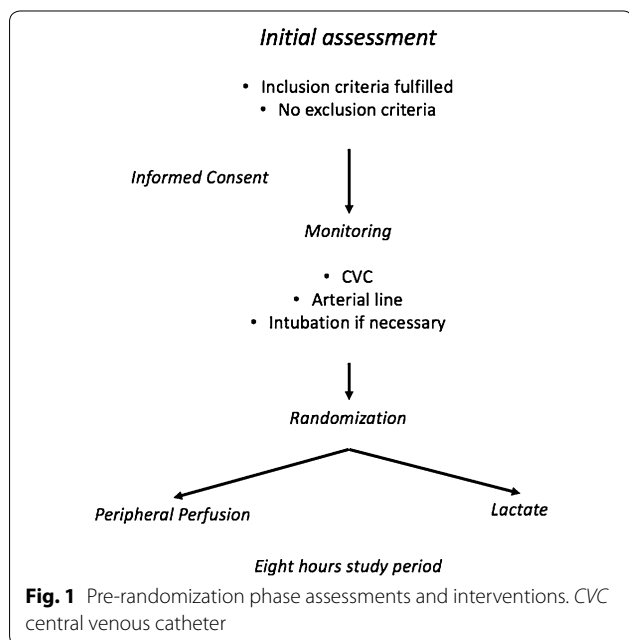 Initial assessment
• Inclusion criteria fulfilled
• No exclusion criteria
Informed Consent
Monitoring
• CVC
• Arterial line
• Intubation if necessary
Randomization
Peripheral Perfusion
Lactate
Eight hours study period
Fig. 1 Pre-randomization phase assessments and interventions. CVC
central venous catheter